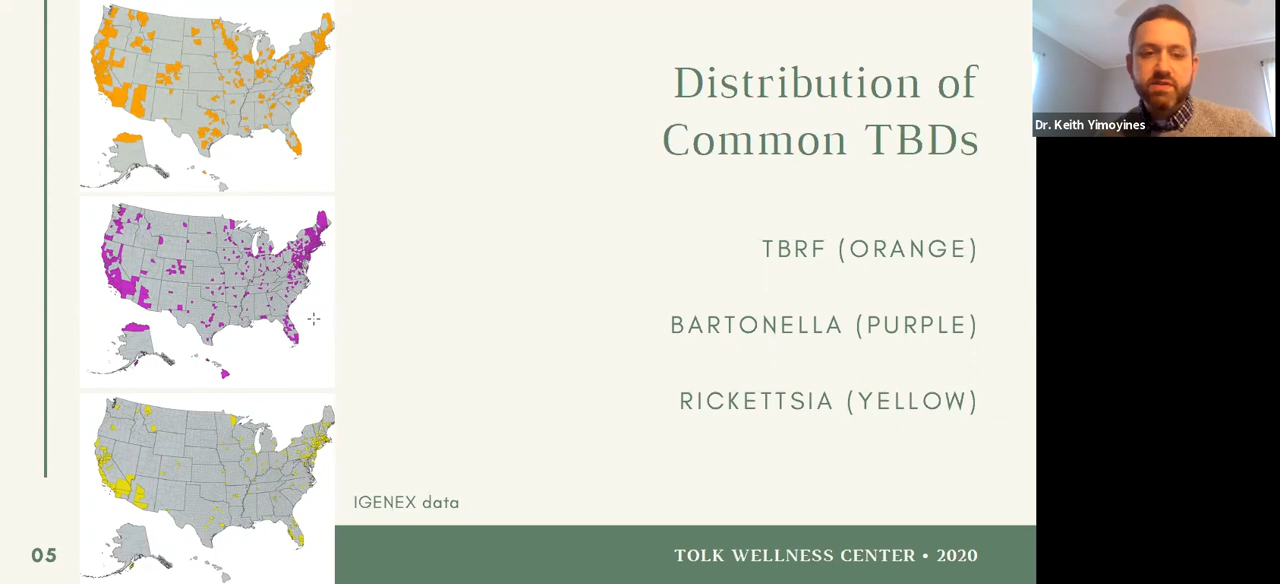 Distribution of
Common TBDs
Dr. Keith Yimoyines
TBRF (ORANGE)
BARTONELLA (PURPLE)
RICKETTSIA (YELLOW)
IGENEX data
05
TOLK WELLNESS CENTER • 2020